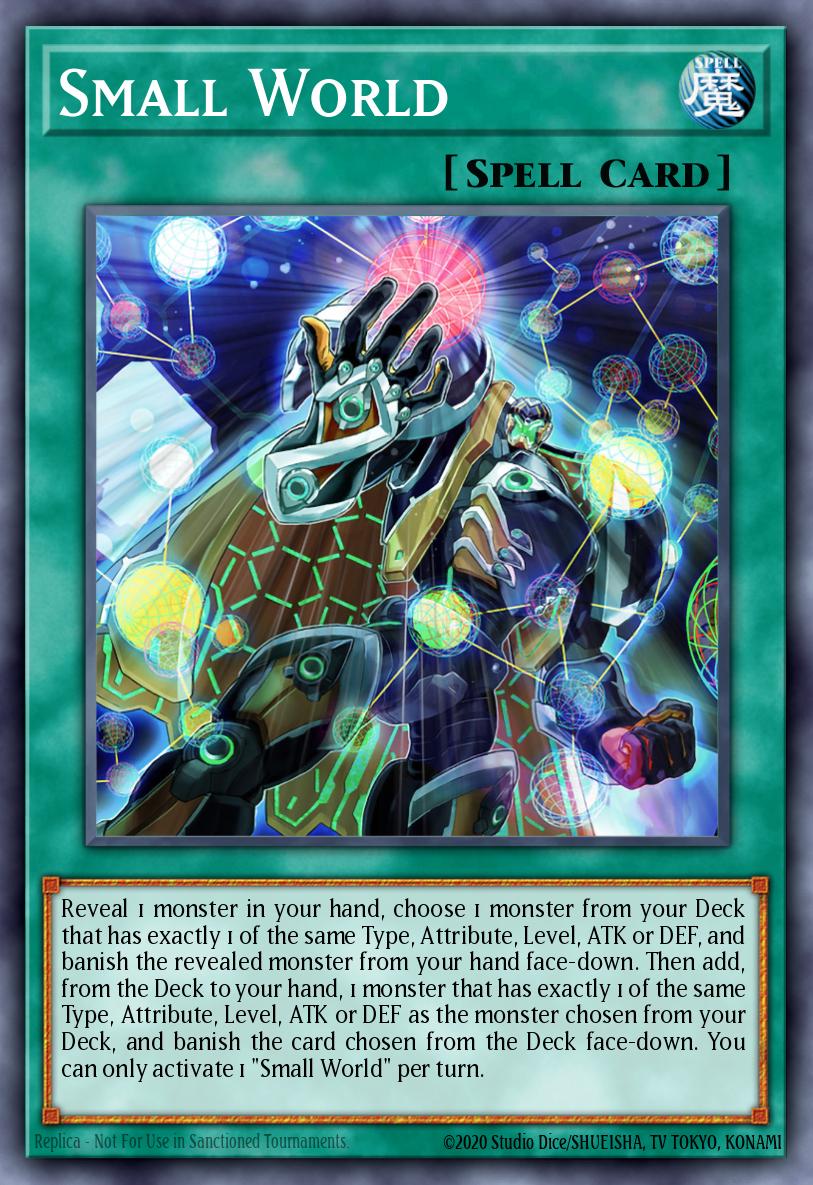 Small World
SPELL
魔
[ Spell Card ]
Reveal 1 monster in your hand, choose 1 monster from your Deck
that has exactly 1 of the same Type, Attribute, Level, ATK or DEF, and
banish the revealed monster from your hand face-down. Then add,
from the Deck to your hand, 1 monster that has exactly 1 of the same
Type, Attribute, Level, ATK or DEF as the monster chosen from your
Deck, and banish the card chosen from the Deck face-down. You
can only activate 1 "Small World" per turn.
Replica - Not For Use in Sanctioned Tournaments.
©2020 Studio Dice/SHUEISHA, TV TOKYO, KONAMI